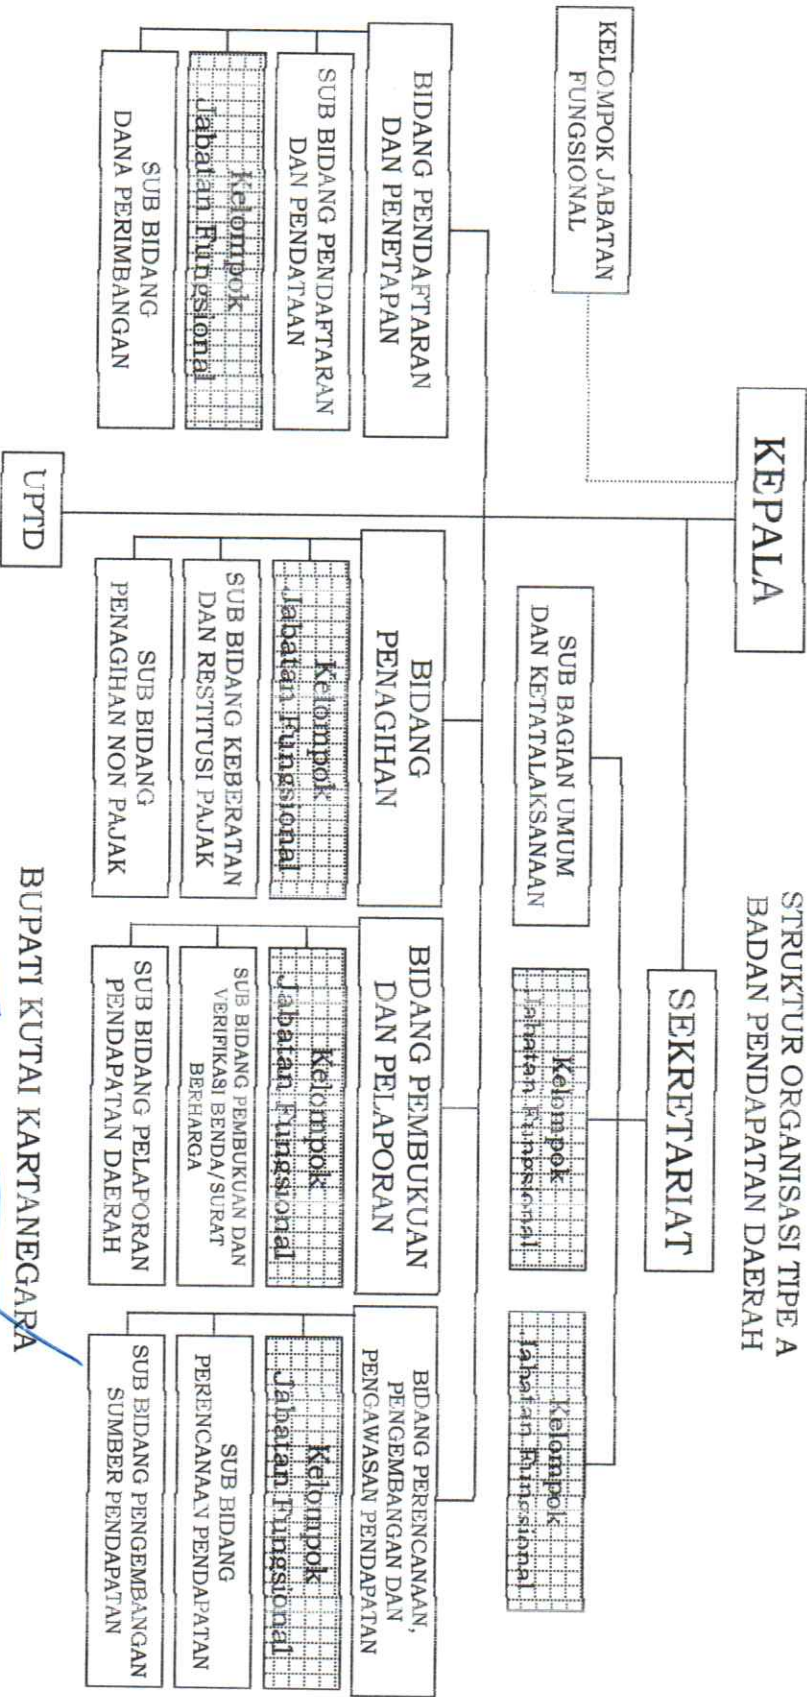 STRUKTUR ORGANISASI TIPE A
BADAN PENDAPATAN DAERAH
KEPALA
KELOMPOK JABATAN
FUNGSIONAL
SEKRETARIAT
SUB BAGIAN UMUM
DAN KETATALAKSANAAN
Kelompok
Jabatan Fungsional
Kelompok
Jabatan Fungsional
BIDANG PENDAFTARAN
DAN PENETAPAN
SUB BIDANG PENDAFTARAN
DAN PENDATAAN
Kelompok
Jabatan Fungsional
SUB BIDANG
DANA PERIMBANGAN
BIDANG
PENAGIHAN
Kelompok
Jabatan Fungsional
SUB BIDANG KEBERATAN
DAN RESTITUSI PAJAK
SUB BIDANG
PENAGIHAN NON PAJAK
BIDANG PEMBUKUAN
DAN PELAPORAN
Kelompok
Jabatan Fungsional
SUB BIDANG PEMBUKUAN DAN
VERIFIKASI BENDA/SURAT
BERHARGA
SUB BIDANG PELAPORAN
PENDAPATAN DAERAH
BIDANG PERENCANAAN,
PENGEMBANGAN DAN
PENGAWASAN PENDAPATAN
Kelompok
Jabatan Fungsional
SUB BIDANG
PERENCANAAN PENDAPATAN
SUB BIDANG PENGEMBANGAN
SUMBER PENDAPATAN
UPTD
BUPATI KUTAI KARTANEGARA